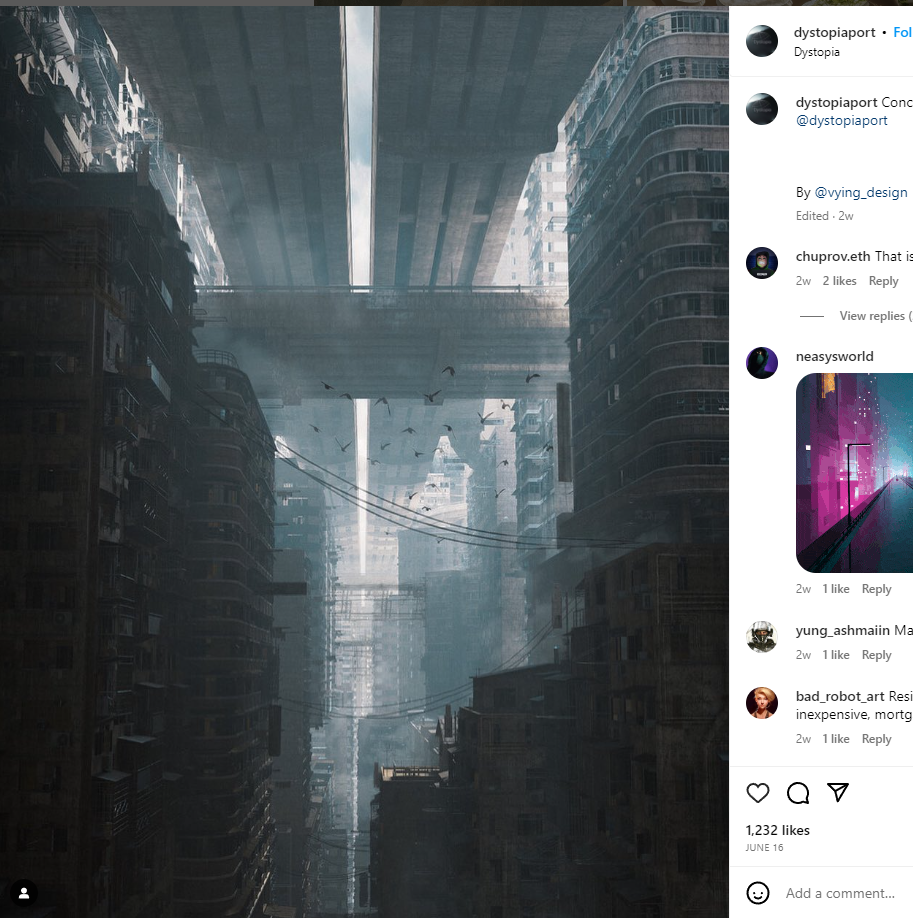 dystopiaport • Fol
Dystopia
dystopiaport Conc
@dystopiaport
By @vying_design
Edited · 2w
chuprov.eth That is
2w 2 likes Reply
View replies (
neasysworld
2w 1 like Reply
yung_ashmaiin Ma
2w 1 like Reply
bad_robot_art Resi
inexpensive, mortg
2w 1 like Reply
1,232 likes
JUNE 16
Add a comment...